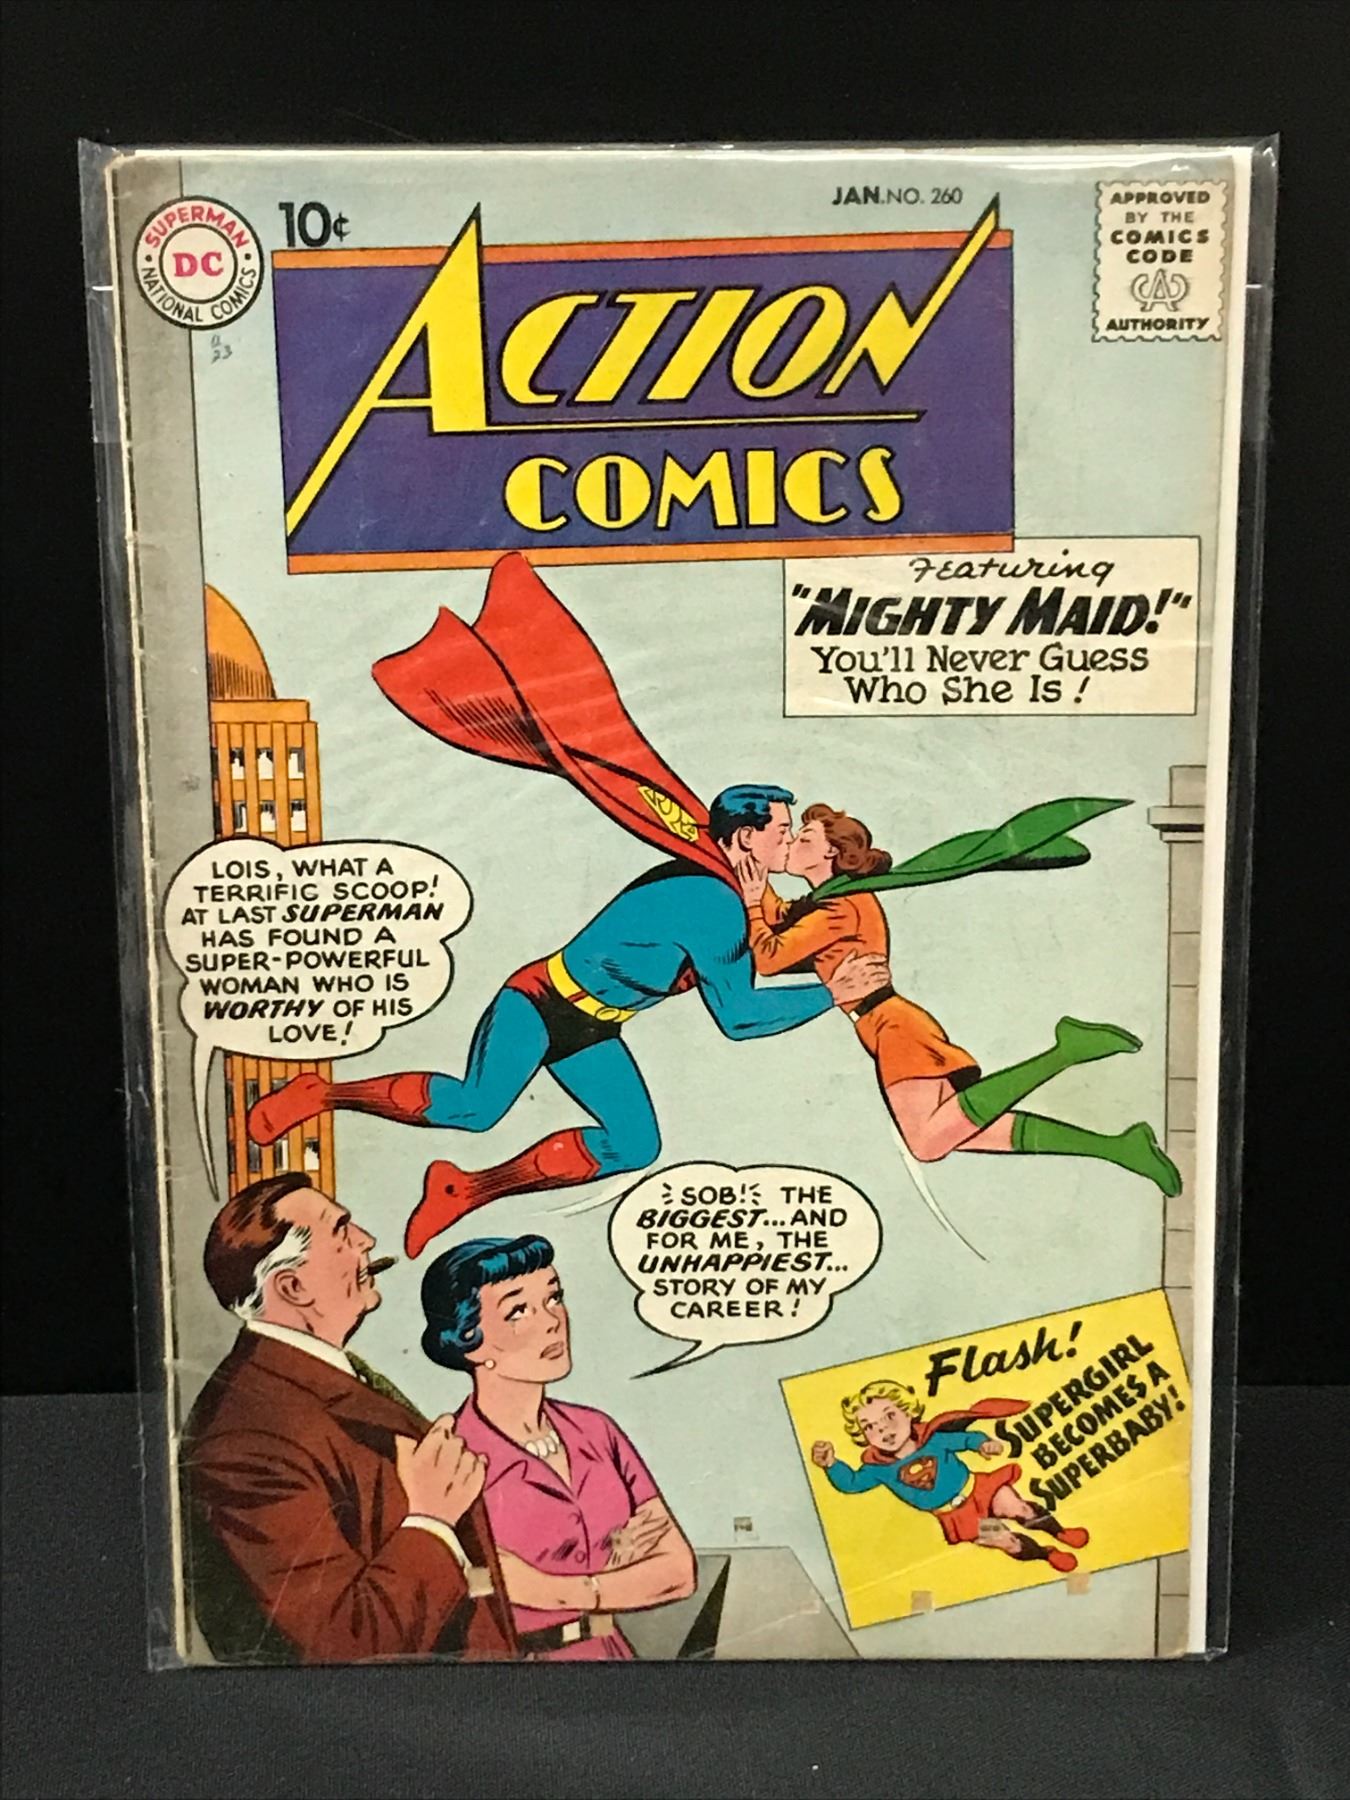 SUPERMAN
DC
NATIONAL COMICS
10¢
JAN. NO. 260
APPROVED
BY THE
COMICS
CODE
CA
AUTHORITY
23
ACTION
COMICS
Featuring
"MIGHTY MAID!"
You'll Never Guess
Who She Is!
LOIS, WHAT A
TERRIFIC SCOOP!
AT LAST SUPERMAN
HAS FOUND A
SUPER-POWERFUL
WOMAN WHO IS
WORTHY OF HIS
LOVE!
SOB! THE
BIGGEST... AND
FOR ME, THE
UNHAPPIEST...
STORY OF MY
CAREER!
Flash!
SUPERGIRL
BECOMES A
SUPERBABY!
S